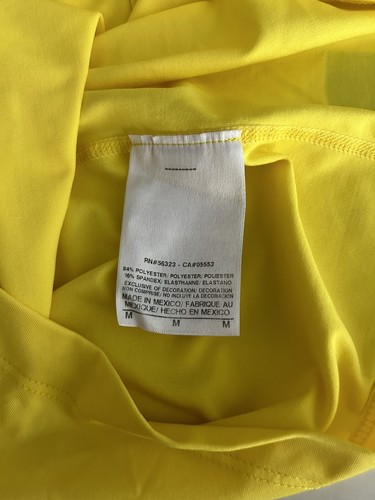 ---------
RN#56323 - CA#05553
84% POLYESTER/ POLYESTER/ POLIESTER
16% SPANDEX/ ELASTHANNE/ ELASTANO
EXCLUSIVE OF DECORATION/ DECORATION
NON COMPRISE/ NO INCLUYE LA DECORACION
MADE IN MEXICO/ FABRIQUE AU
MEXIQUE/ HECHO EN MEXICO
M M M